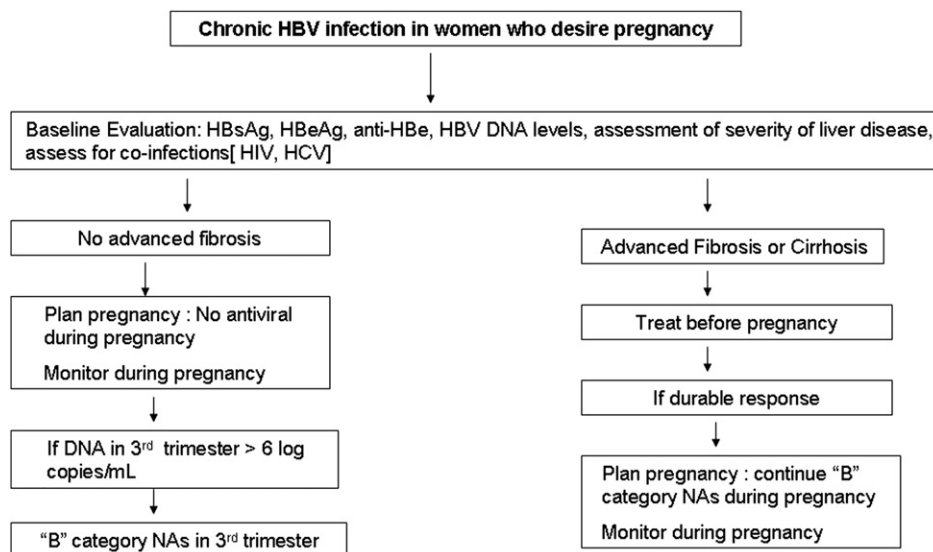 Chronic HBV infection in women who desire pregnancy
Baseline Evaluation: HBsAg, HBeAg, anti-HBe, HBV DNA levels, assessment of severity of liver disease,
assess for co-infections[ HIV, HCV]
No advanced fibrosis
Plan pregnancy : No antiviral
during pregnancy
Monitor during pregnancy
If DNA in 3rd trimester > 6 log
copies/mL
“B” category NAs in 3rd trimester
Advanced Fibrosis or Cirrhosis
Treat before pregnancy
If durable response
Plan pregnancy : continue “B”
category NAs during pregnancy
Monitor during pregnancy